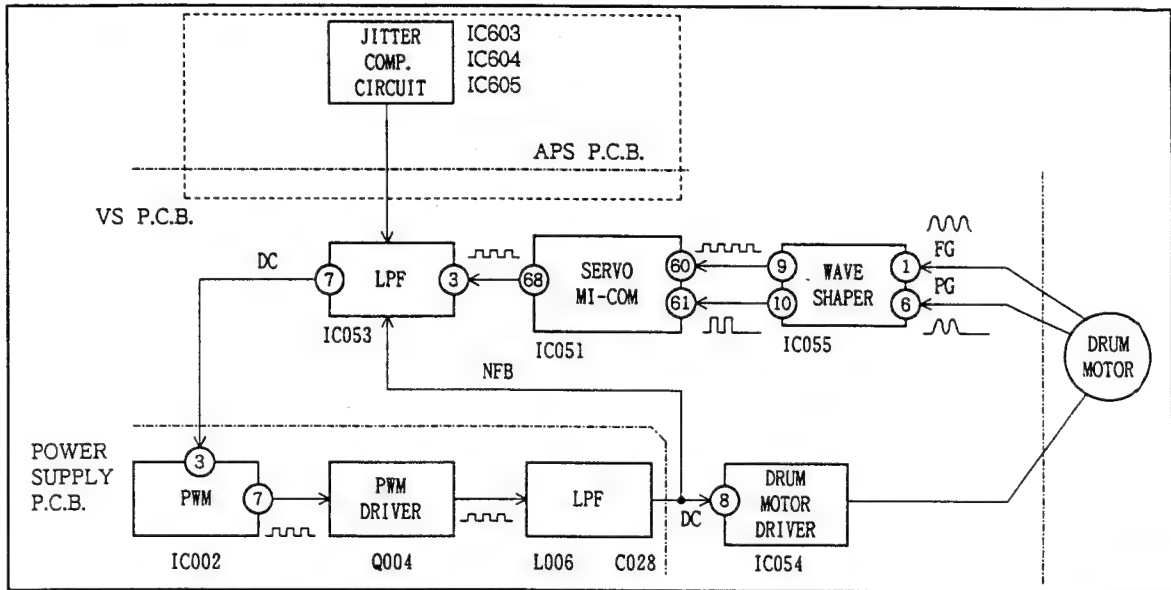 JITTER
COMP.
CIRCUIT
IC603
IC604
IC605
APS P.C.B.
VS P.C.B.
DC
7
LPF
3
IC053
68
SERVO
MI-COM
60
61
IC051
9
10
WAVE
SHAPER
1
6
IC055
FG
PG
DRUM
MOTOR
NFB
POWER
SUPPLY
P.C.B.
3
PWM
7
IC002
PWM
DRIVER
Q004
LPF
L006 C028
DC
8
DRUM
MOTOR
DRIVER
IC054